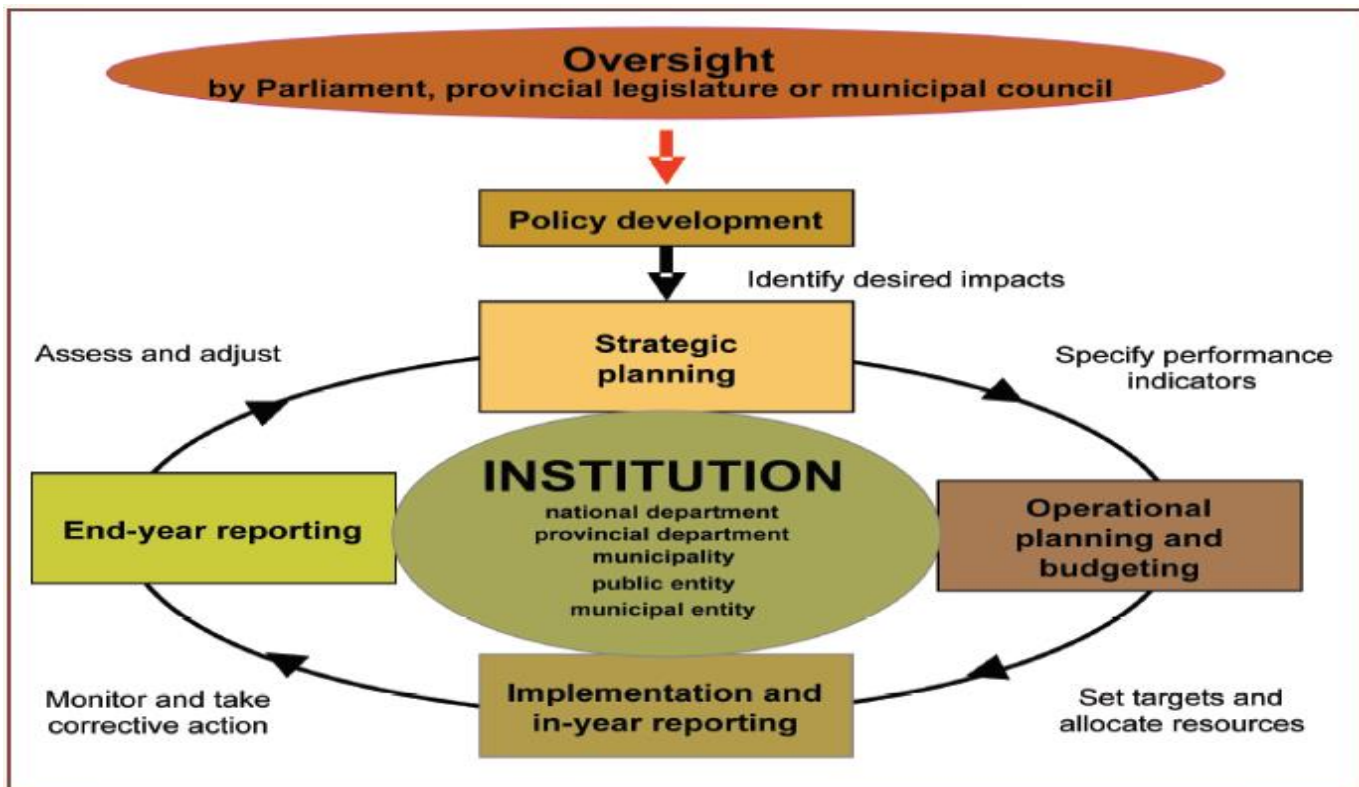 Oversight
by Parliament, provincial legislature or municipal council
Policy development
Identify desired impacts
Strategic
planning
Assess and adjust
Specify performance
indicators
INSTITUTION
national department
provincial department
municipality
public entity
municipal entity
End-year reporting
Operational
planning and
budgeting
Monitor and take
corrective action
Implementation and
in-year reporting
Set targets and
allocate resources